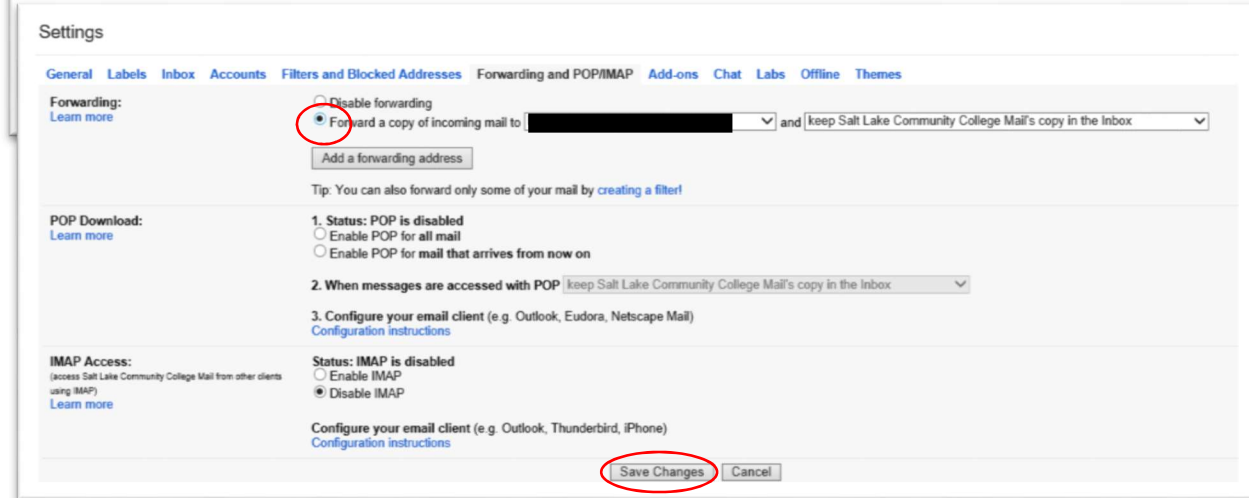 Settings
General Labels Inbox Accounts Filters and Blocked Addresses Forwarding and POP/IMAP Add-ons Chat Labs Offline Themes
Forwarding:
Learn more
Disable forwarding
Forward a copy of incoming mail to and keep Salt Lake Community College Mail's copy in the Inbox
Add a forwarding address
Tip: You can also forward only some of your mail by creating a filter!
POP Download:
Learn more
1. Status: POP is disabled
Enable POP for all mail
Enable POP for mail that arrives from now on
2. When messages are accessed with POP keep Salt Lake Community College Mail's copy in the Inbox
3. Configure your email client (e.g. Outlook, Eudora, Netscape Mail)
Configuration instructions
IMAP Access:
(access Salt Lake Community College Mail from other clients
using IMAP)
Learn more
Status: IMAP is disabled
Enable IMAP
Disable IMAP
Configure your email client (e.g. Outlook, Thunderbird, iPhone)
Configuration instructions
Save Changes Cancel